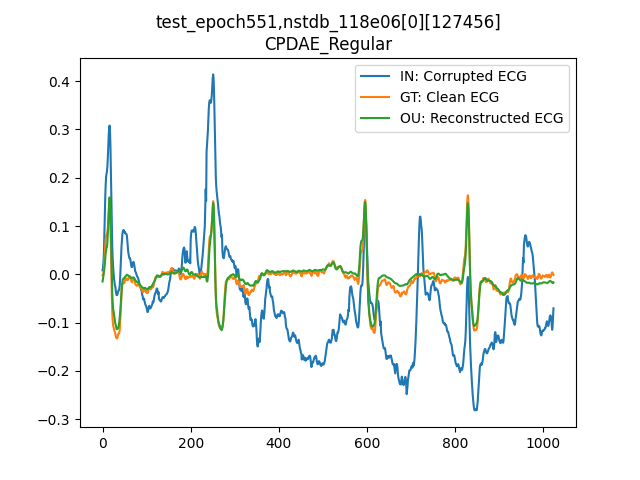 test_epoch551,nstdb_118e06[0][127456]
CPDAE_Regular
IN: Corrupted ECG
GT: Clean ECG
OU: Reconstructed ECG
0.4
0.3
0.2
0.1
0.0
−0.1
−0.2
−0.3
0 200 400 600 800 1000